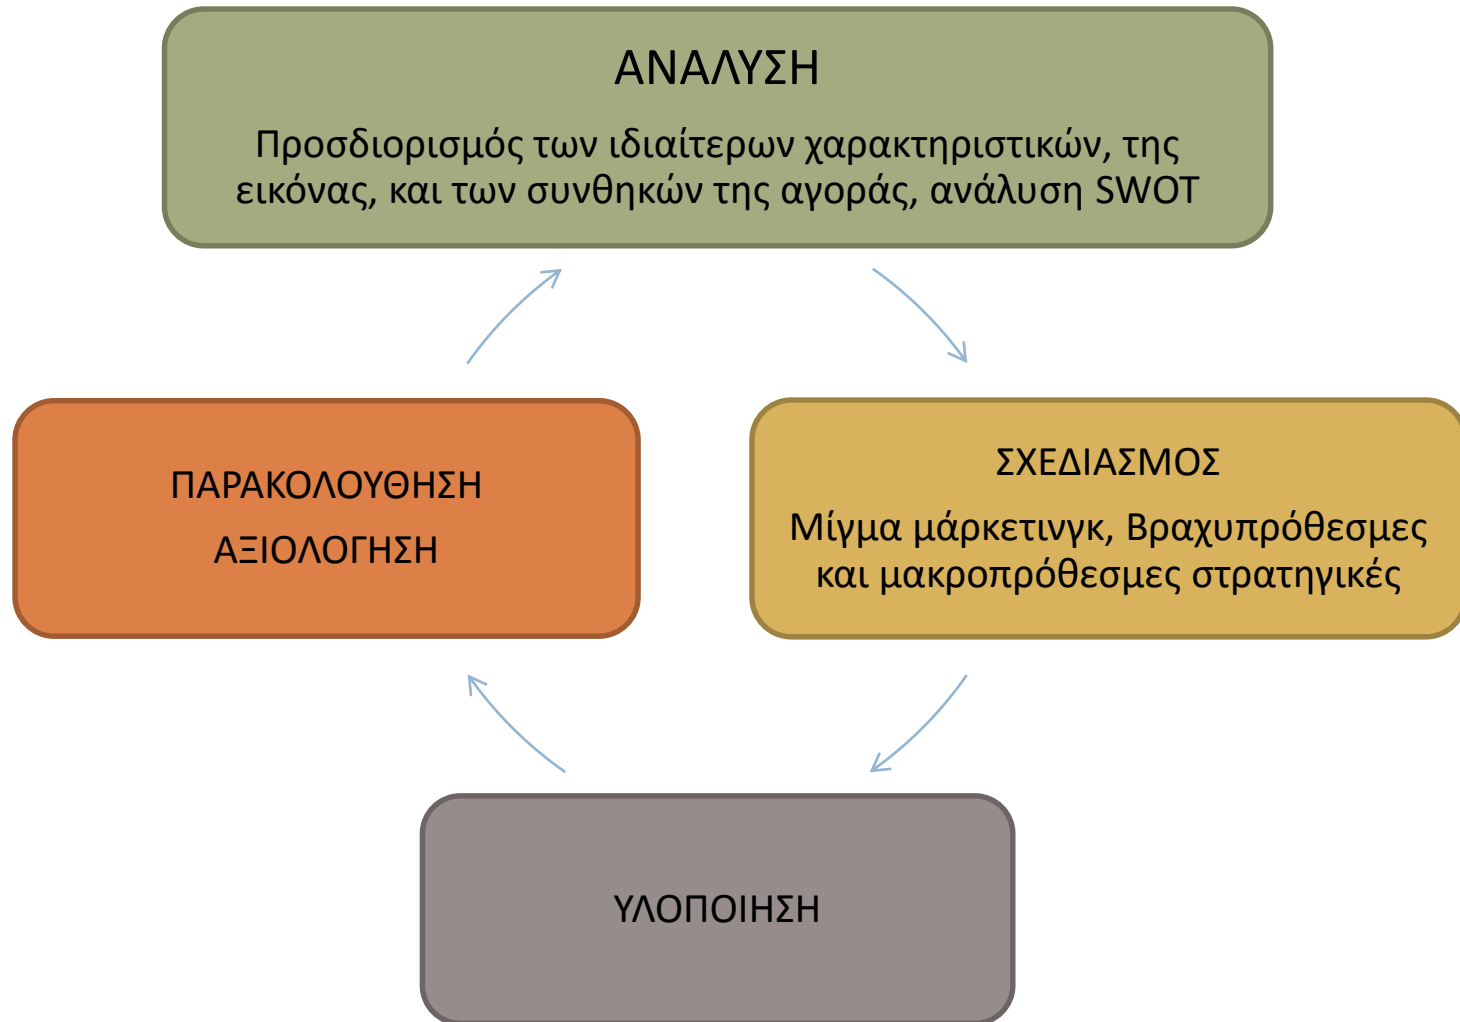 ΑΝΑΛΥΣΗ
Προσδιορισμός των ιδιαίτερων χαρακτηριστικών, της
εικόνας, και των συνθηκών της αγοράς, ανάλυση SWOT
ΠΑΡΑΚΟΛΟΥΘΗΣΗ
ΑΞΙΟΛΟΓΗΣΗ
ΣΧΕΔΙΑΣΜΟΣ
Μίγμα μάρκετινγκ, Βραχυπρόθεσμες
και μακροπρόθεσμες στρατηγικές
ΥΛΟΠΟΙΗΣΗ